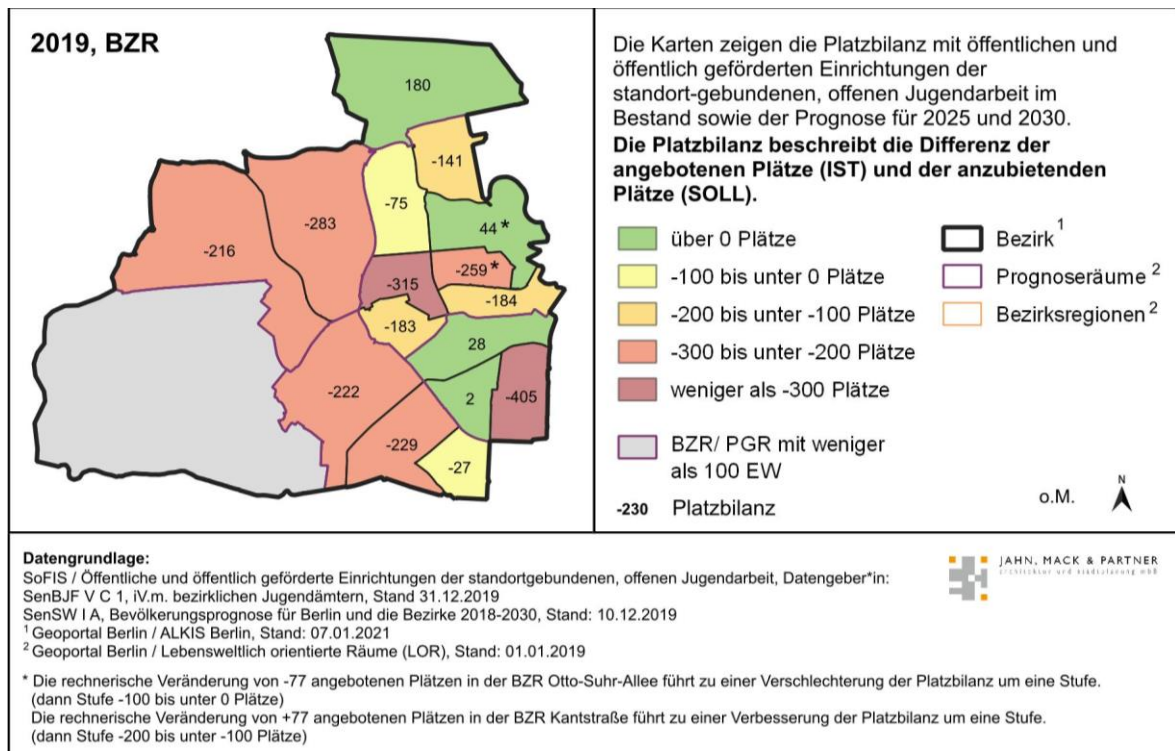 2019, BZR
180
-141
-75
-283
44*
-216
-259*
-315
-184
-183
28
-222
2
-405
-229
-27
Die Karten zeigen die Platzbilanz mit öffentlichen und
öffentlich geförderten Einrichtungen der
standort-gebundenen, offenen Jugendarbeit im
Bestand sowie der Prognose für 2025 und 2030.
Die Platzbilanz beschreibt die Differenz der
angebotenen Plätze (IST) und der anzubietenden
Plätze (SOLL).
über 0 Plätze
-100 bis unter 0 Plätze
-200 bis unter -100 Plätze
-300 bis unter -200 Plätze
weniger als -300 Plätze
BZR/ PGR mit weniger
als 100 EW
-230 Platzbilanz
Bezirk 1
Prognoseräume 2
Bezirksregionen 2
o.M.
N
Datengrundlage:
SoFIS / Öffentliche und öffentlich geförderte Einrichtungen der standortgebundenen, offenen Jugendarbeit, Datengeber*in:
SenBJF V C 1, iV.m. bezirklichen Jugendämtern, Stand 31.12.2019
SenSW I A, Bevölkerungsprognose für Berlin und die Bezirke 2018-2030, Stand: 10.12.2019
1 Geoportal Berlin / ALKIS Berlin, Stand: 07.01.2021
2 Geoportal Berlin / Lebensweltlich orientierte Räume (LOR), Stand: 01.01.2019
* Die rechnerische Veränderung von -77 angebotenen Plätzen in der BZR Otto-Suhr-Allee führt zu einer Verschlechterung der Platzbilanz um eine Stufe.
(dann Stufe -100 bis unter 0 Plätze)
Die rechnerische Veränderung von +77 angebotenen Plätzen in der BZR Kantstraße führt zu einer Verbesserung der Platzbilanz um eine Stufe.
(dann Stufe -200 bis unter -100 Plätze)
JAHN, MACK & PARTNER
architektur und stadtplanung mbB